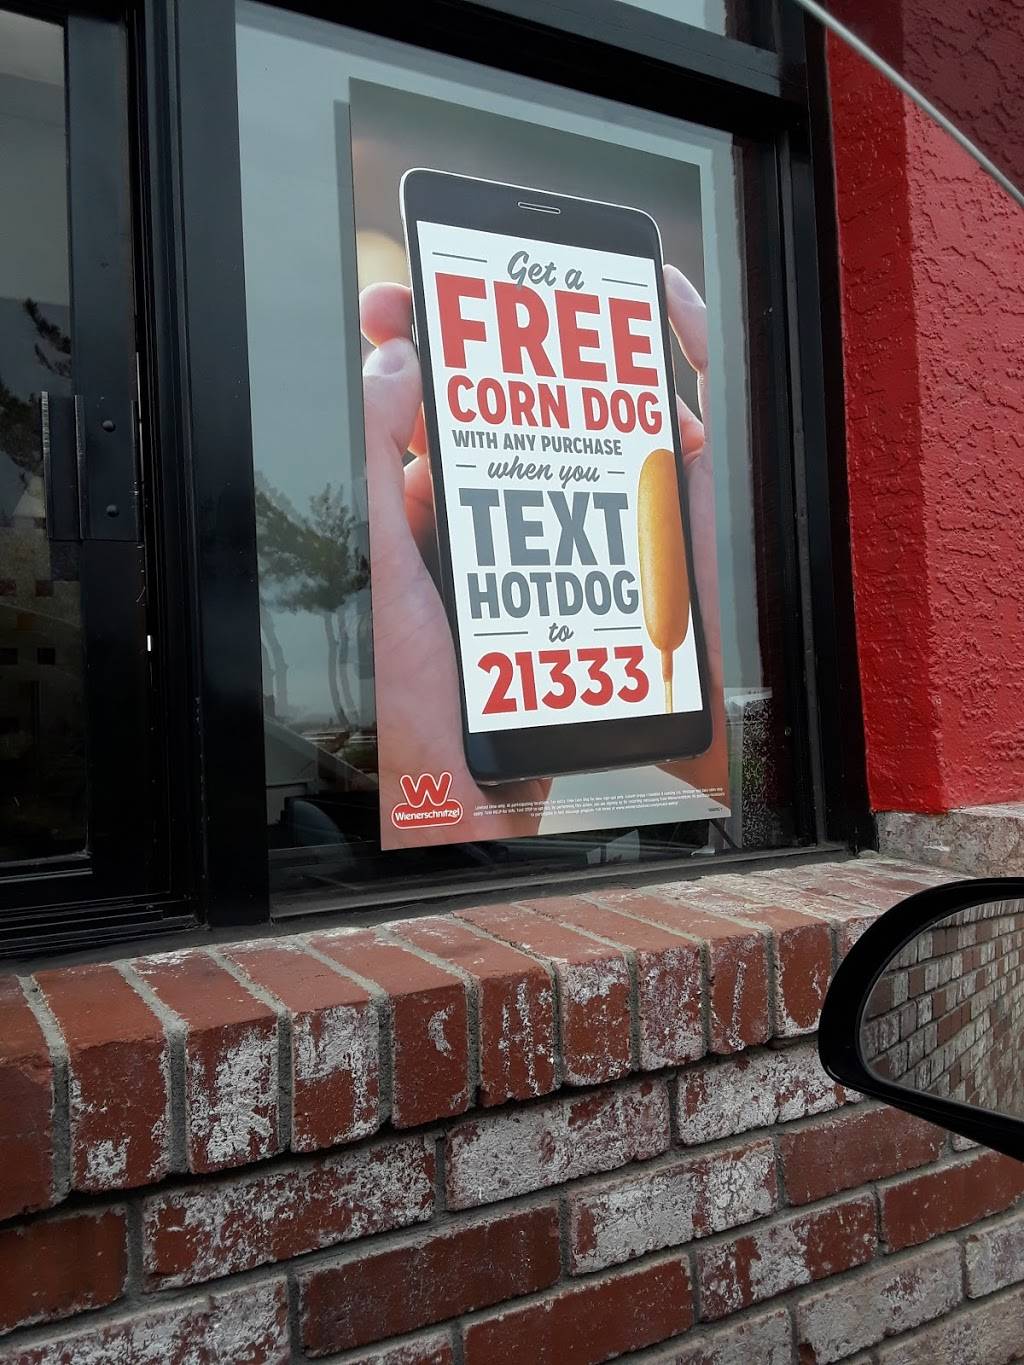 Get a
FREE
CORN DOG
WITH ANY PURCHASE
when you
TEXT
HOTDOG
to
21333
W
Wienerschnitzel